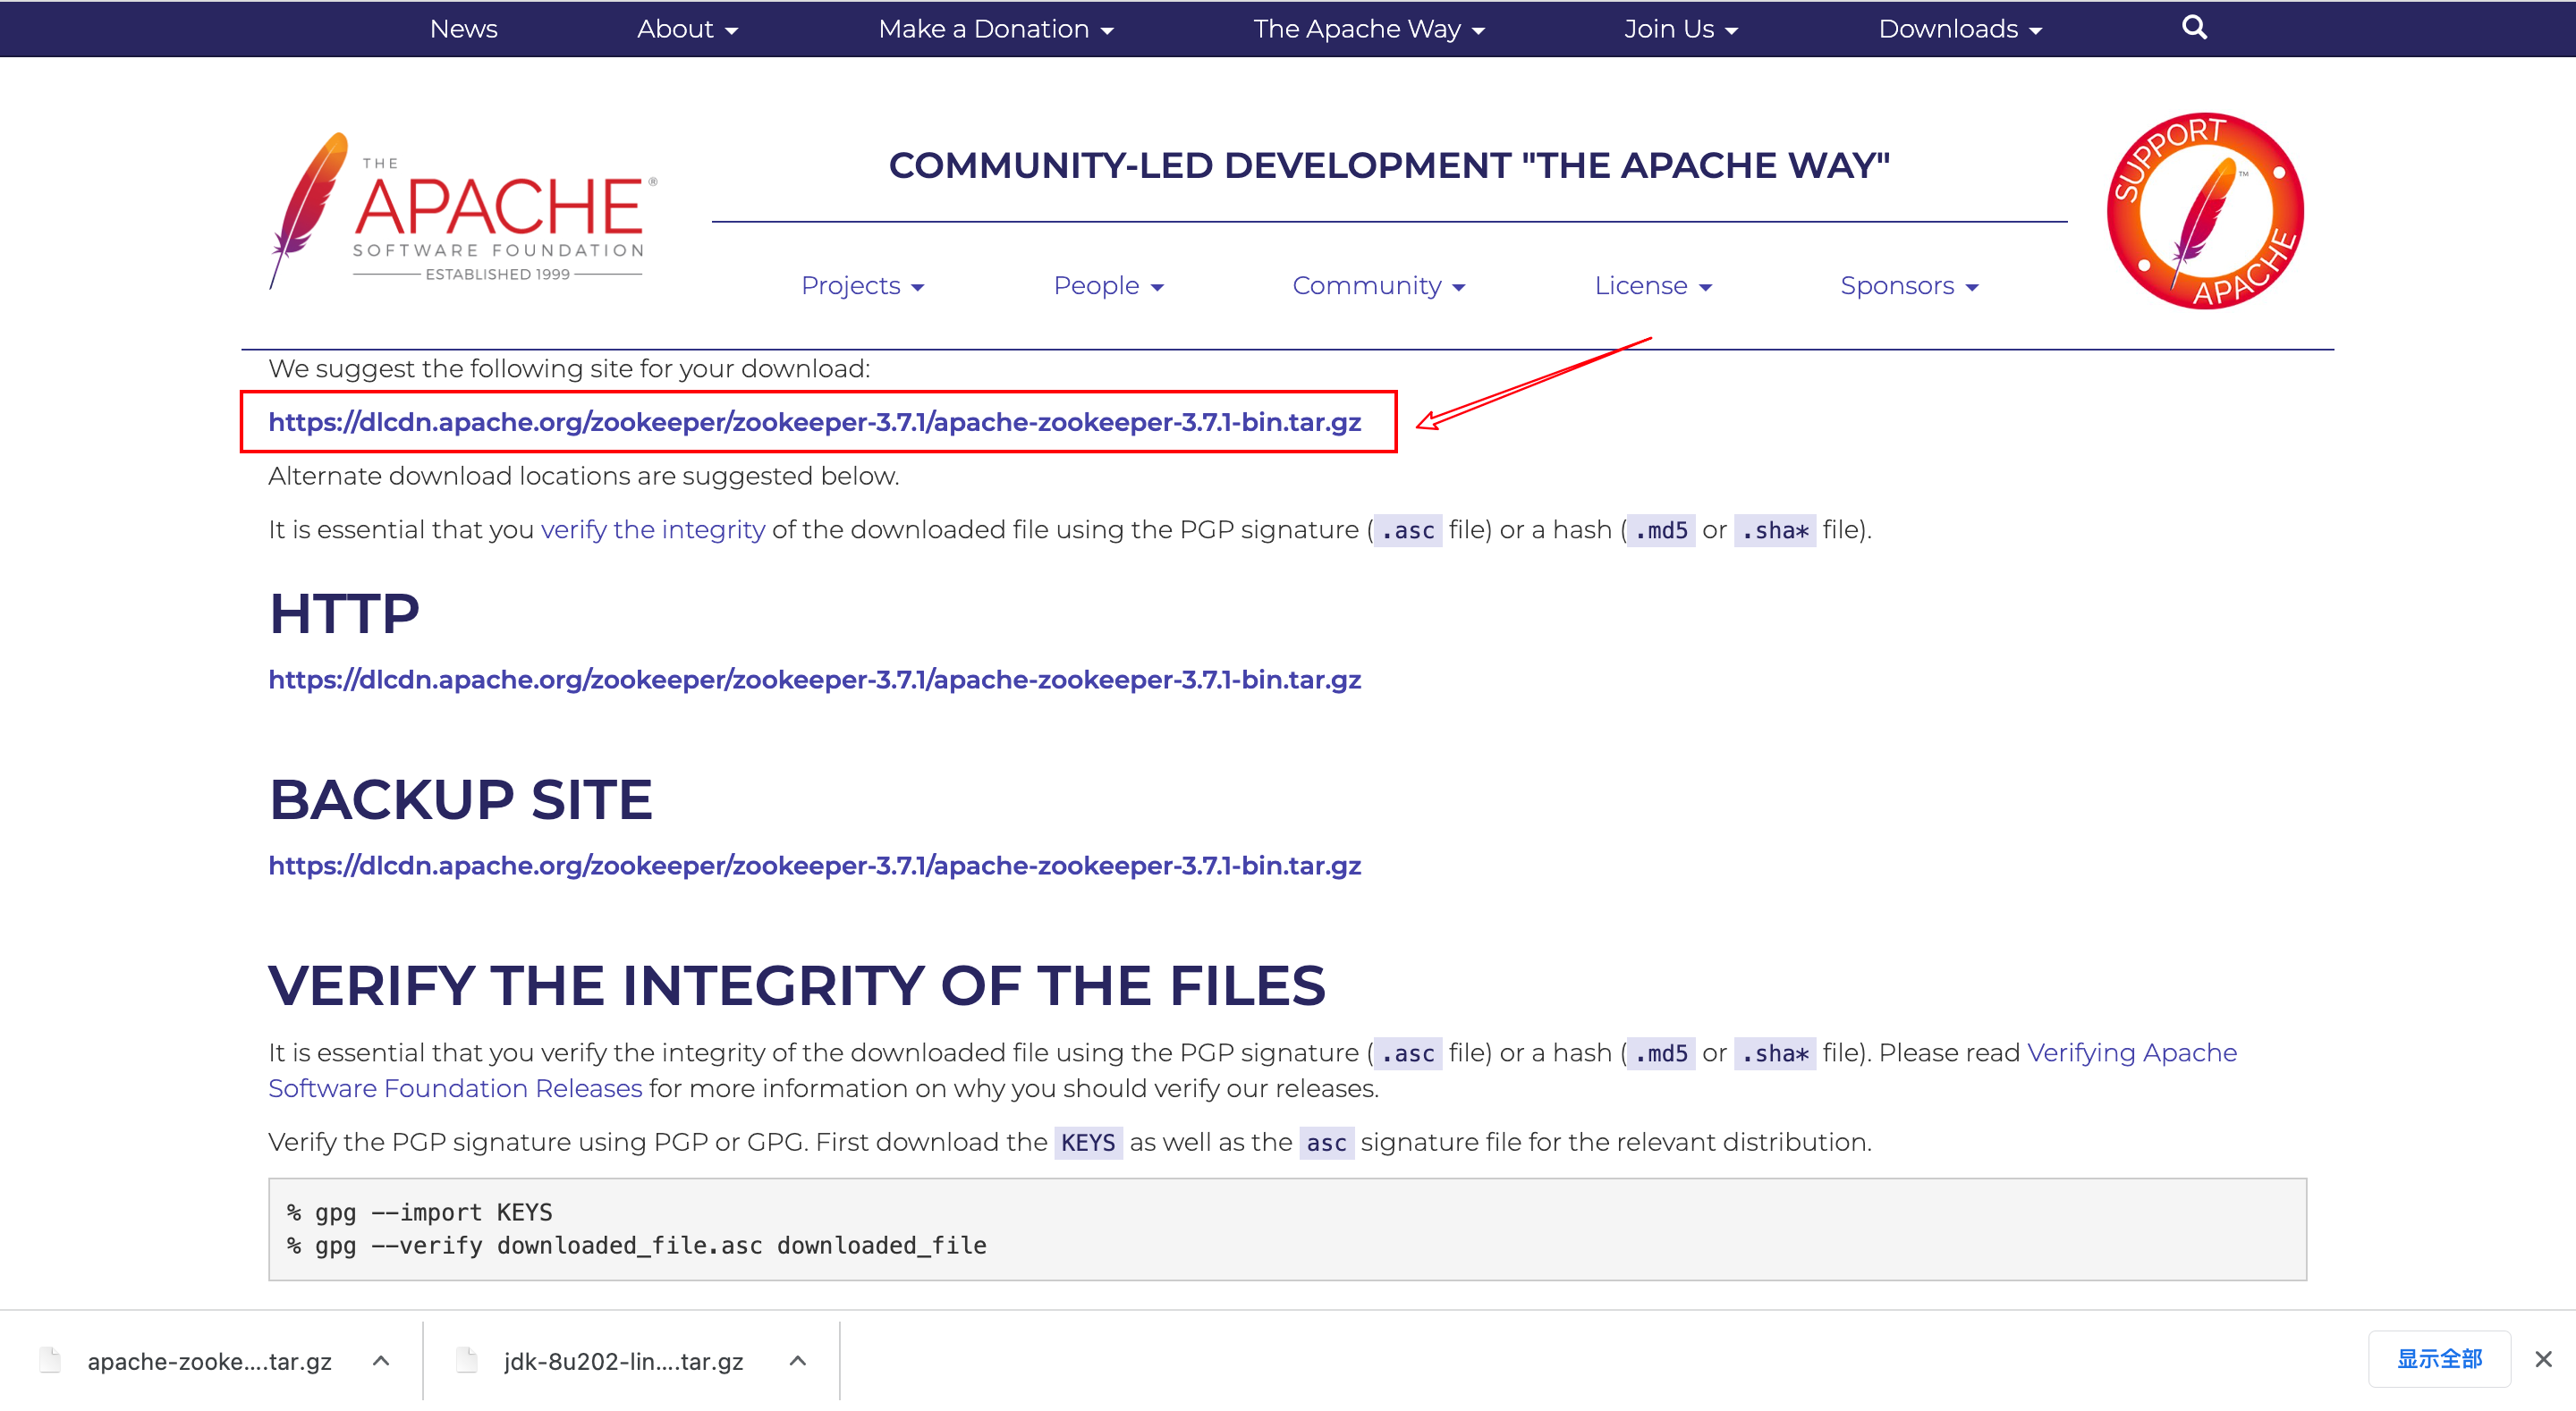 News About Make a Donation The Apache Way Join Us Downloads
THE
APACHE®
SOFTWARE FOUNDATION
ESTABLISHED 1999
COMMUNITY-LED DEVELOPMENT "THE APACHE WAY"
SUPPORT
APACHE
TM
Projects People Community License Sponsors
We suggest the following site for your download:
https://dlcdn.apache.org/zookeeper/zookeeper-3.7.1/apache-zookeeper-3.7.1-bin.tar.gz
Alternate download locations are suggested below.
It is essential that you verify the integrity of the downloaded file using the PGP signature ( .asc file) or a hash ( .md5 or .sha* file).
HTTP
https://dlcdn.apache.org/zookeeper/zookeeper-3.7.1/apache-zookeeper-3.7.1-bin.tar.gz
BACKUP SITE
https://dlcdn.apache.org/zookeeper/zookeeper-3.7.1/apache-zookeeper-3.7.1-bin.tar.gz
VERIFY THE INTEGRITY OF THE FILES
It is essential that you verify the integrity of the downloaded file using the PGP signature ( .asc file) or a hash ( .md5 or .sha* file). Please read Verifying Apache
Software Foundation Releases for more information on why you should verify our releases.
Verify the PGP signature using PGP or GPG. First download the KEYS as well as the asc signature file for the relevant distribution.
% gpg --import KEYS
% gpg --verify downloaded_file.asc downloaded_file
apache-zooke....tar.gz
jdk-8u202-lin....tar.gz
显示全部